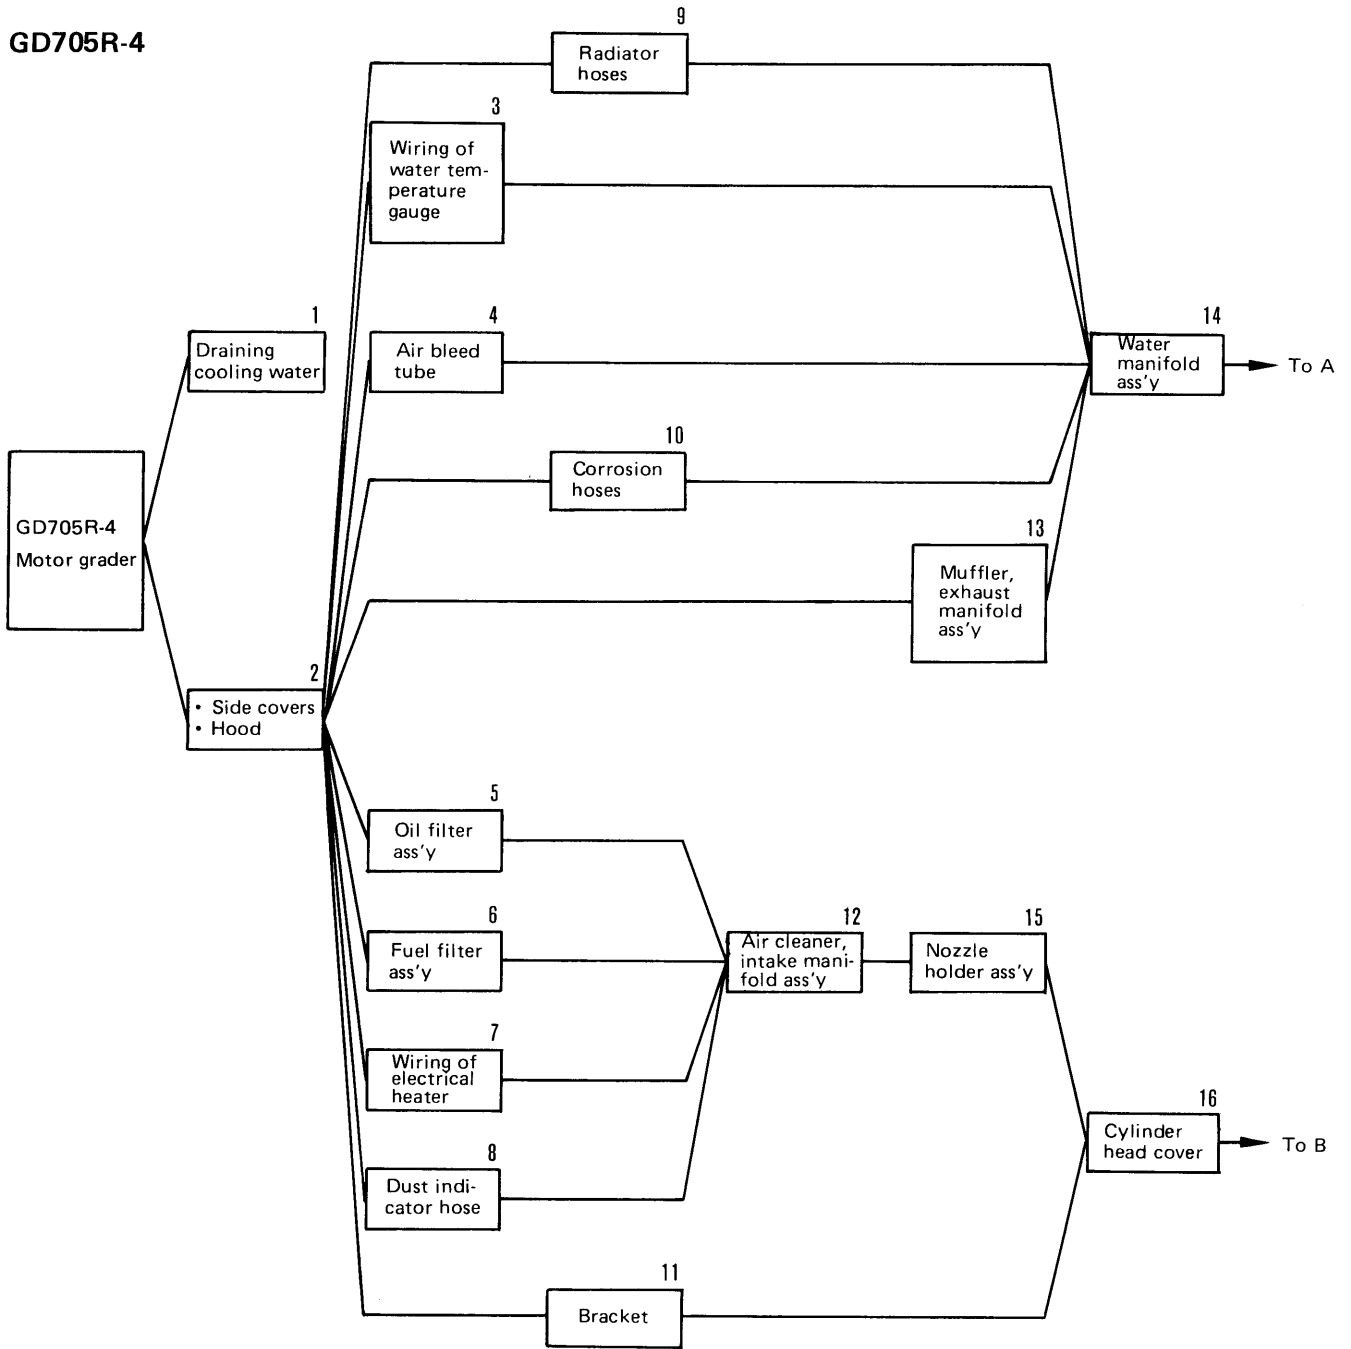 GD705R-4
9
Radiator
hoses
3
Wiring of
water tem-
perature
gauge
1
Draining
cooling water
4
Air bleed
tube
14
Water
manifold
ass'y
To A
10
Corrosion
hoses
GD705R-4
Motor grader
13
Muffler,
exhaust
manifold
ass'y
2
• Side covers
• Hood
5
Oil filter
ass'y
6
Fuel filter
ass'y
12
Air cleaner,
intake mani-
fold ass'y
15
Nozzle
holder ass'y
7
Wiring of
electrical
heater
16
Cylinder
head cover
To B
8
Dust indi-
cator hose
11
Bracket